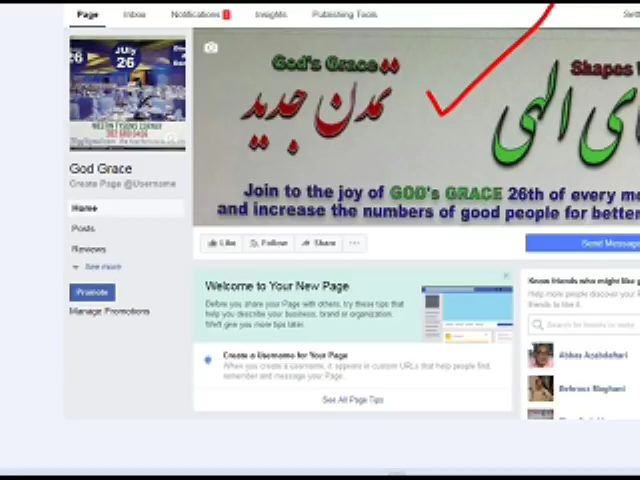 Page Inbox Notifications 1 Insights Publishing Tools
July
26
God's Grace
تمدن جدید
Shapes
ی الهی
Join to the joy of GOD's GRACE 26th of every
and increase the numbers of good people for better
God Grace
Create Page @Username
Home
Posts
Reviews
See more
Promote
Manage Promotions
Like Follow Share ...
Send Message
Welcome to Your New Page
Before you share your Page with others, try these tips that
help you describe your business, brand or organization.
We'll give you more tips later.
Create a Username for Your Page
When you create a username, it appears in custom URLs that help people find,
remember and message your Page.
See All Page Tips
Know friends who might like
Help more people discover your
friends to like it.
Search for friends to invite